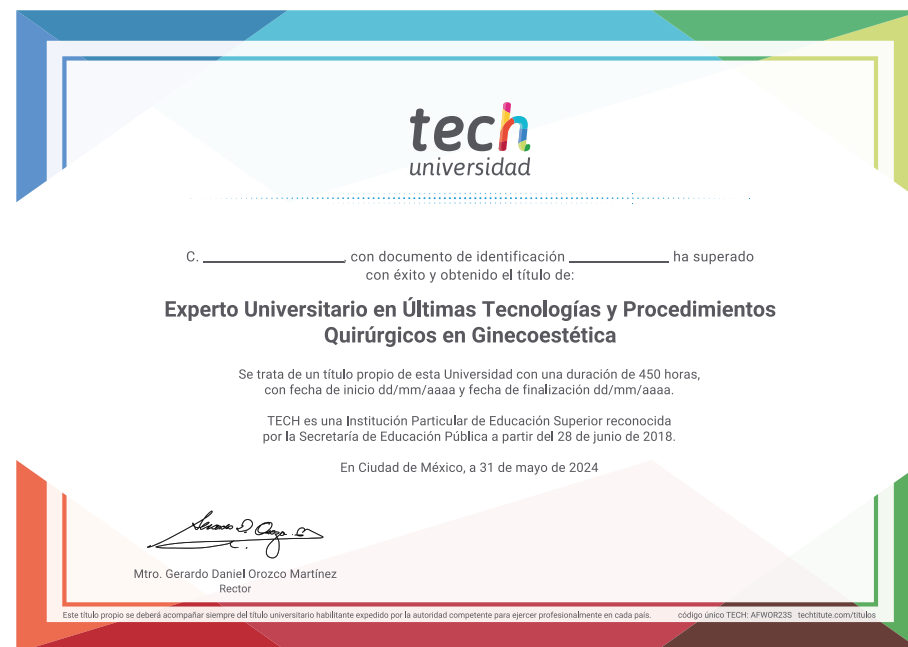 tech
universidad
C. ____________, con documento de identificación ____________ ha superado
con éxito y obtenido el título de:
Experto Universitario en Últimas Tecnologías y Procedimientos
Quirúrgicos en Ginecoestética
Se trata de un título propio de esta Universidad con una duración de 450 horas,
con fecha de inicio dd/mm/aaaa y fecha de finalización dd/mm/aaaa.
TECH es una Institución Particular de Educación Superior reconocida
por la Secretaría de Educación Pública a partir del 28 de junio de 2018.
En Ciudad de México, a 31 de mayo de 2024
Mtro. Gerardo Daniel Orozco Martínez
Rector
Este título propio se deberá acompañar siempre del título universitario habilitante expedido por la autoridad competente para ejercer profesionalmente en cada país. código único TECH: AFWOR23S techtitute.com/titulos